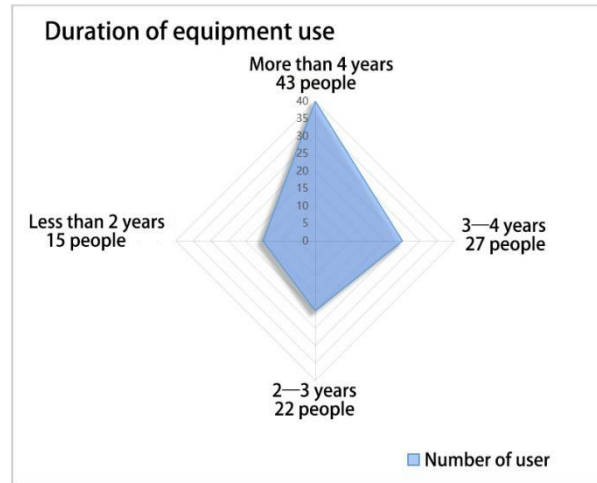 Duration of equipment use
More than 4 years
43 people
40
35
30
25
20
15
10
5
0
Less than 2 years
15 people
3—4 years
27 people
2—3 years
22 people
Number of user